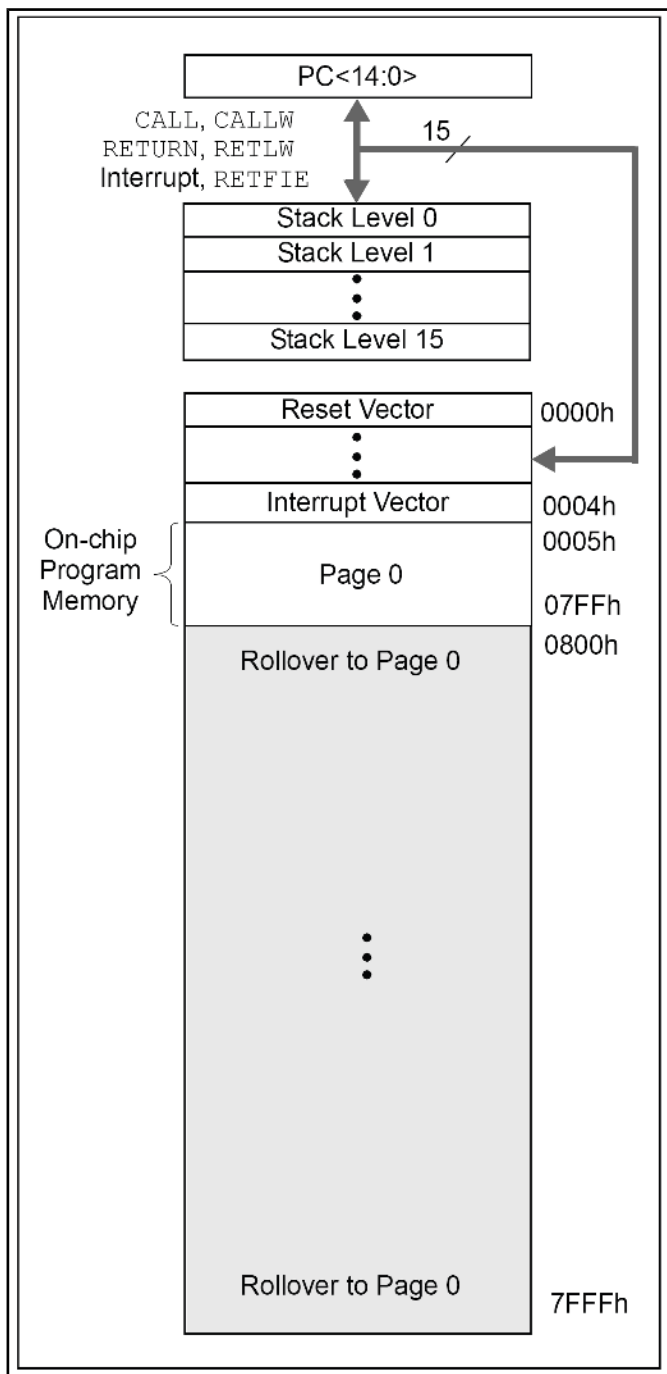 PC<14:0>
CALL, CALLW
15
RETURN, RETLW
Interrupt, RETFIE
Stack Level 0
Stack Level 1
Stack Level 15
Reset Vector
0000h
Interrupt Vector
0004h
On-chip
Program
Memory
0005h
Page 0
07FFh
0800h
Rollover to Page 0
Rollover to Page 0
7FFFh